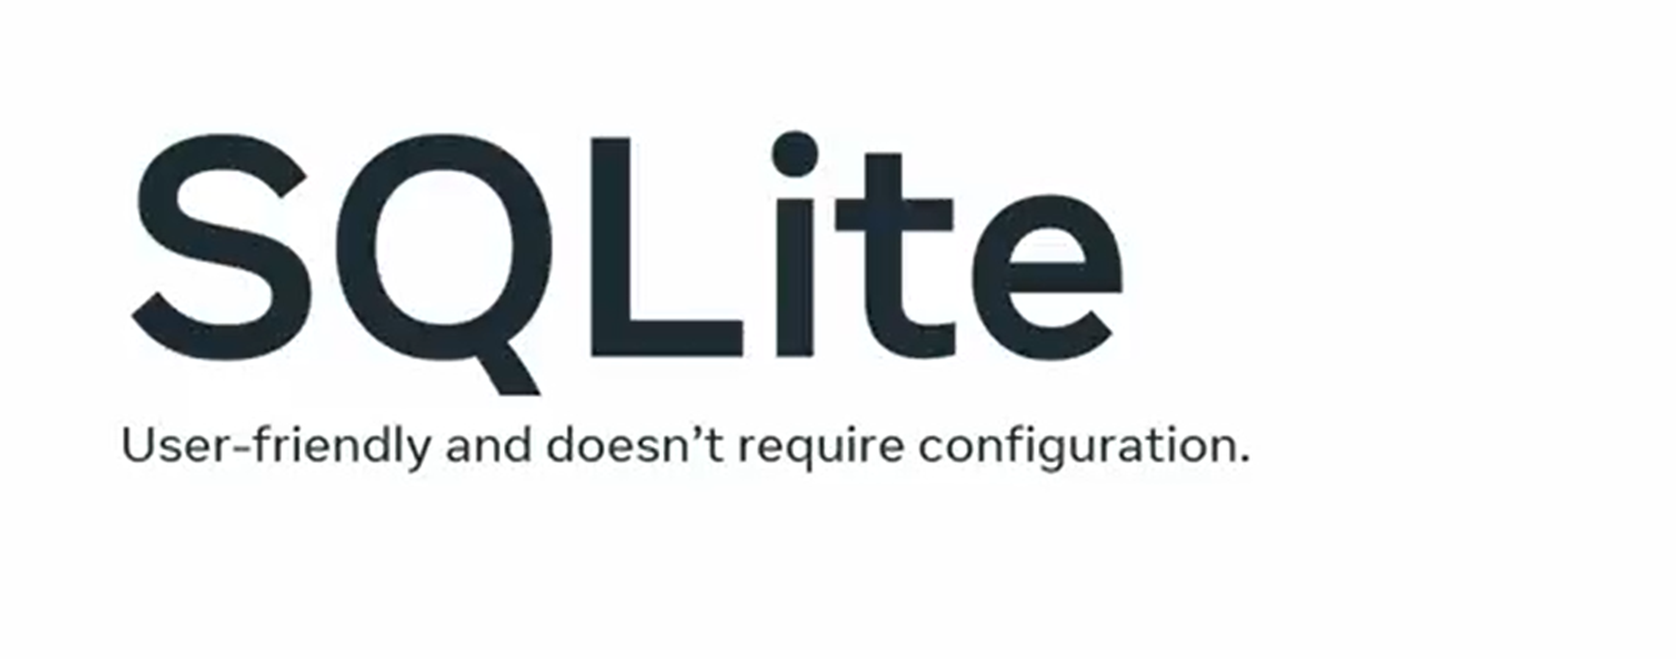 SQLite
User-friendly and doesn’t require configuration.